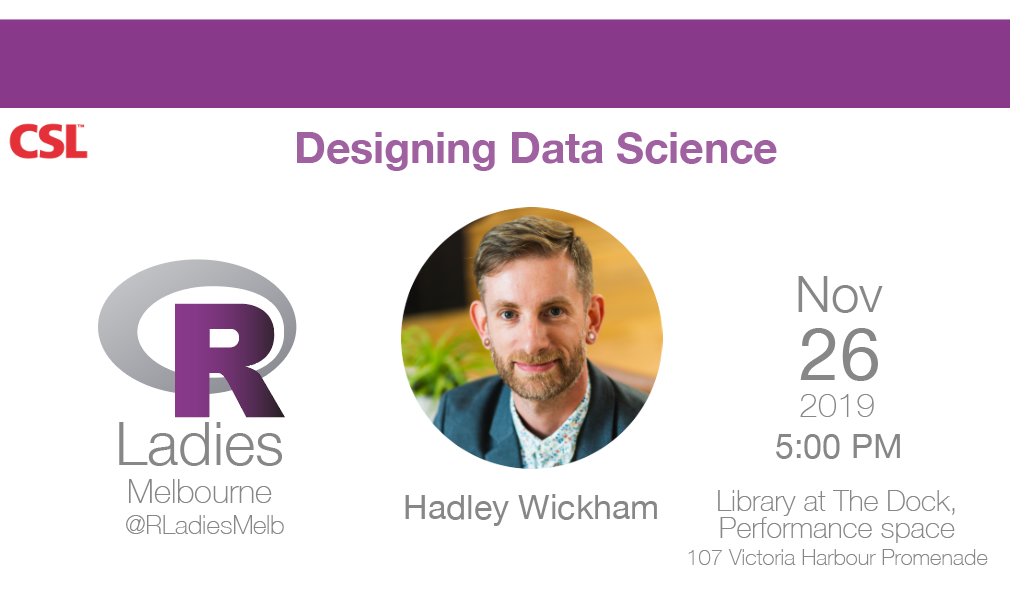 CSL™
Designing Data Science
R
Ladies
Melbourne
@RLadiesMelb
Hadley Wickham
Nov
26
2019
5:00 PM
Library at The Dock,
Performance space
107 Victoria Harbour Promenade